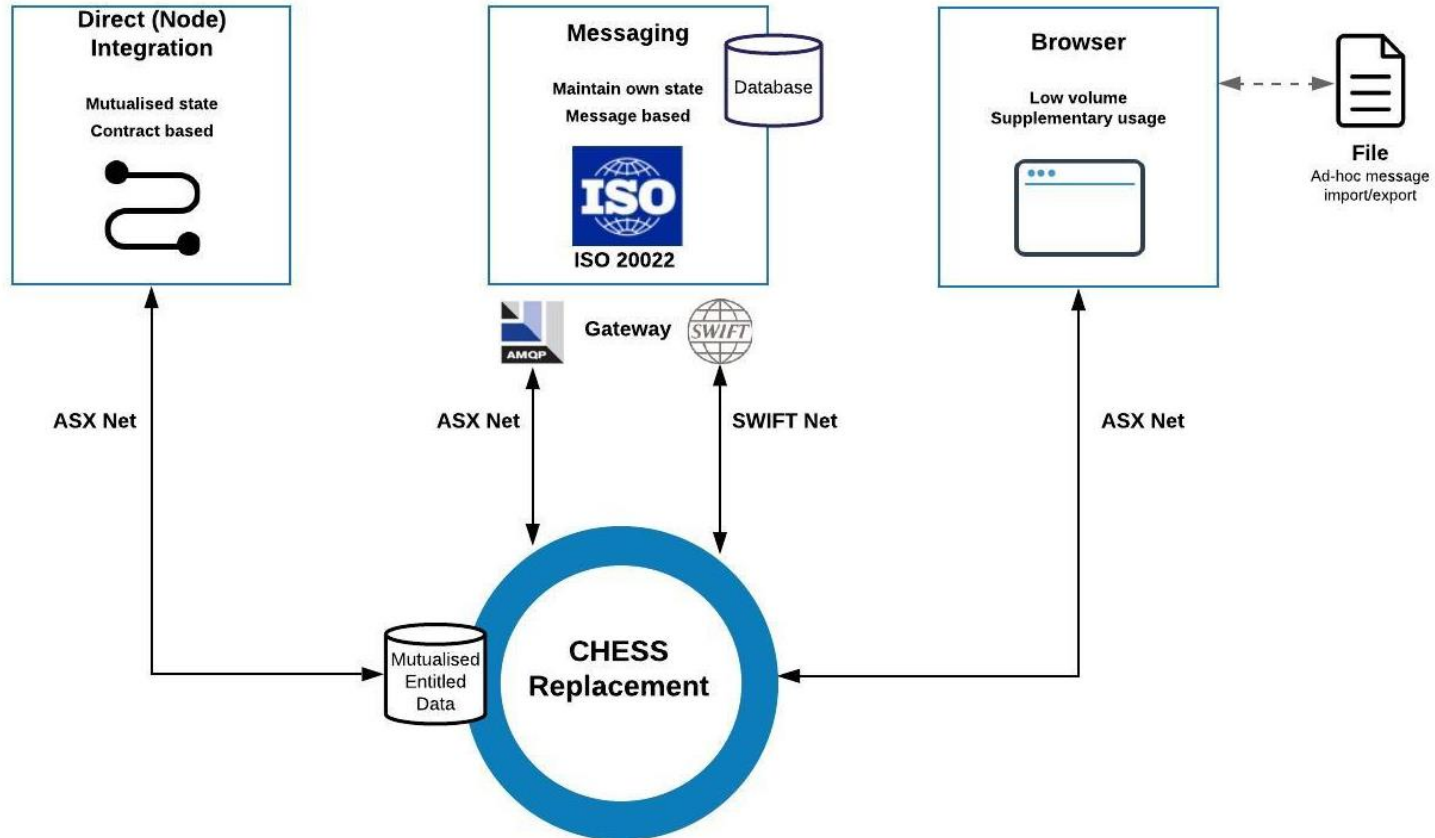 Direct (Node)
Integration
Mutualised state
Contract based
Messaging
Maintain own state
Message based
Database
ISO
ISO 20022
Browser
Low volume
Supplementary usage
File
Ad-hoc message
import/export
AMQP
Gateway
SWIFT
ASX Net
ASX Net
SWIFT Net
ASX Net
Mutualised
Entitled
Data
CHESS
Replacement